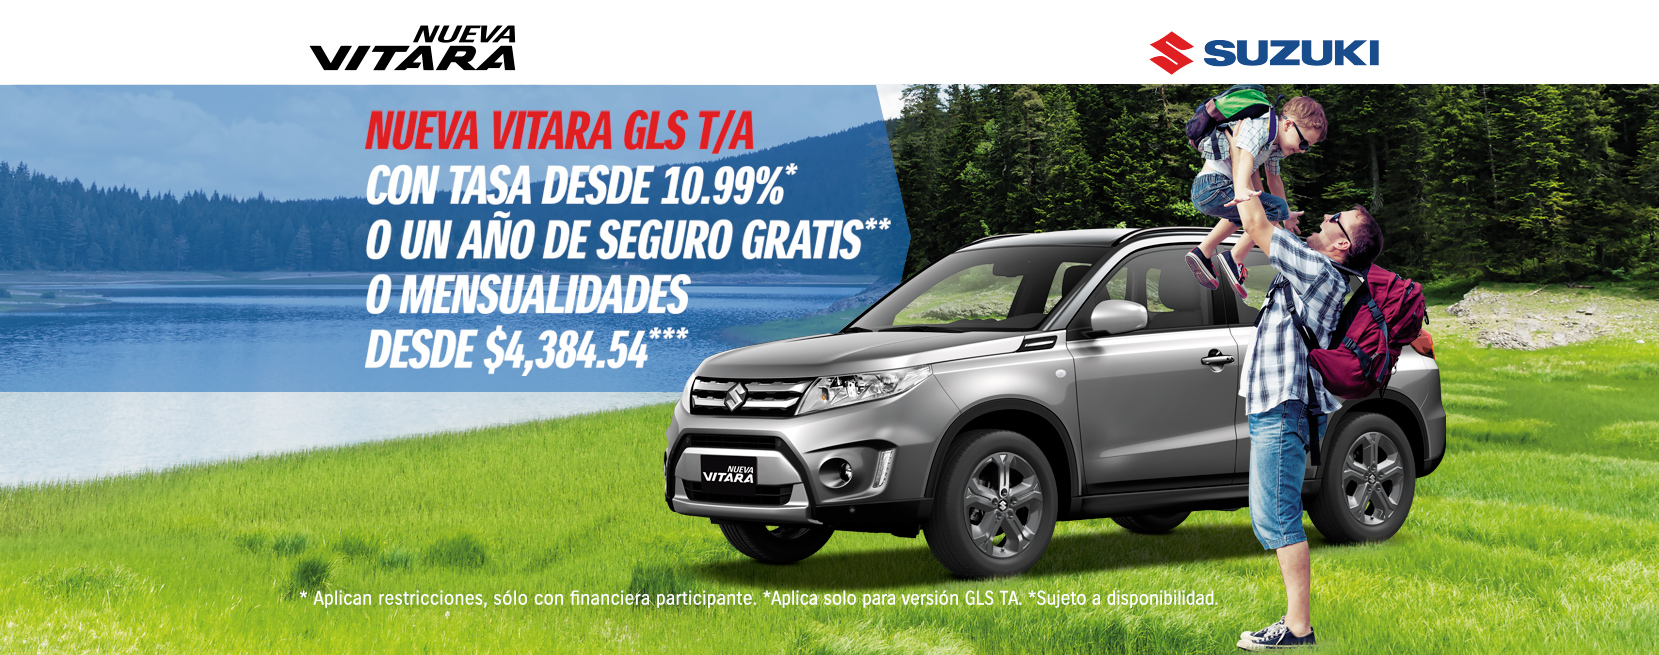 NUEVA
VITARA
SUZUKI
NUEVA VITARA GLS T/A
CON TASA DESDE 10.99%*
O UN AÑO DE SEGURO GRATIS**
O MENSUALIDADES
DESDE $4,384.54***
NUEVA
VITARA
* Aplican restricciones, sólo con financiera participante. *Aplica solo para versión GLS TA. *Sujeto a disponibilidad.